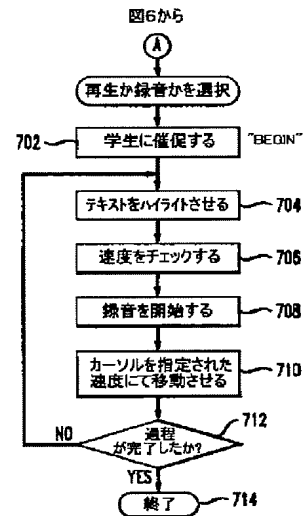 図6から
A
再生か録音かを選択
702
学生に催促する
"BEGIN"
テキストをハイライトさせる
704
速度をチェックする
706
録音を開始する
708
カーソルを指定された
速度にて移動させる
710
712
過程
が完了したか?
NO
YES
終了
714